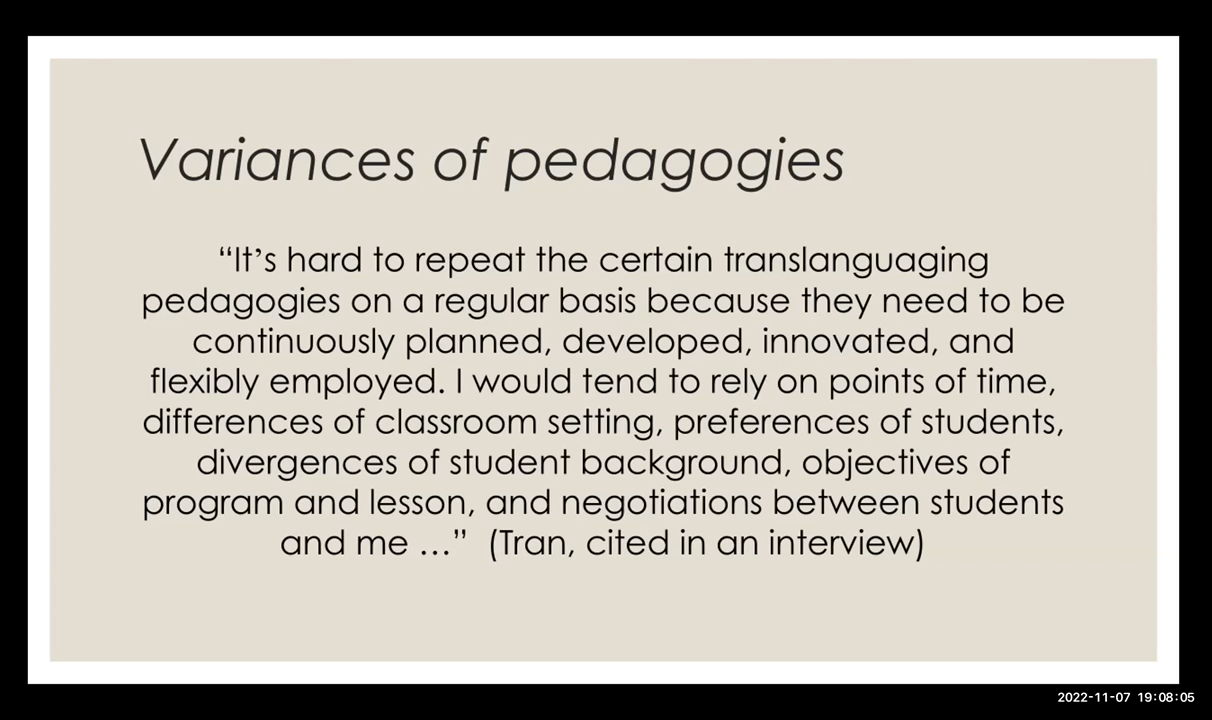 Variances of pedagogies
“It’s hard to repeat the certain translanguaging
pedagogies on a regular basis because they need to be
continuously planned, developed, innovated, and
flexibly employed. I would tend to rely on points of time,
differences of classroom setting, preferences of students,
divergences of student background, objectives of
program and lesson, and negotiations between students
and me …”  (Tran, cited in an interview)
2022-11-07 19:08:05